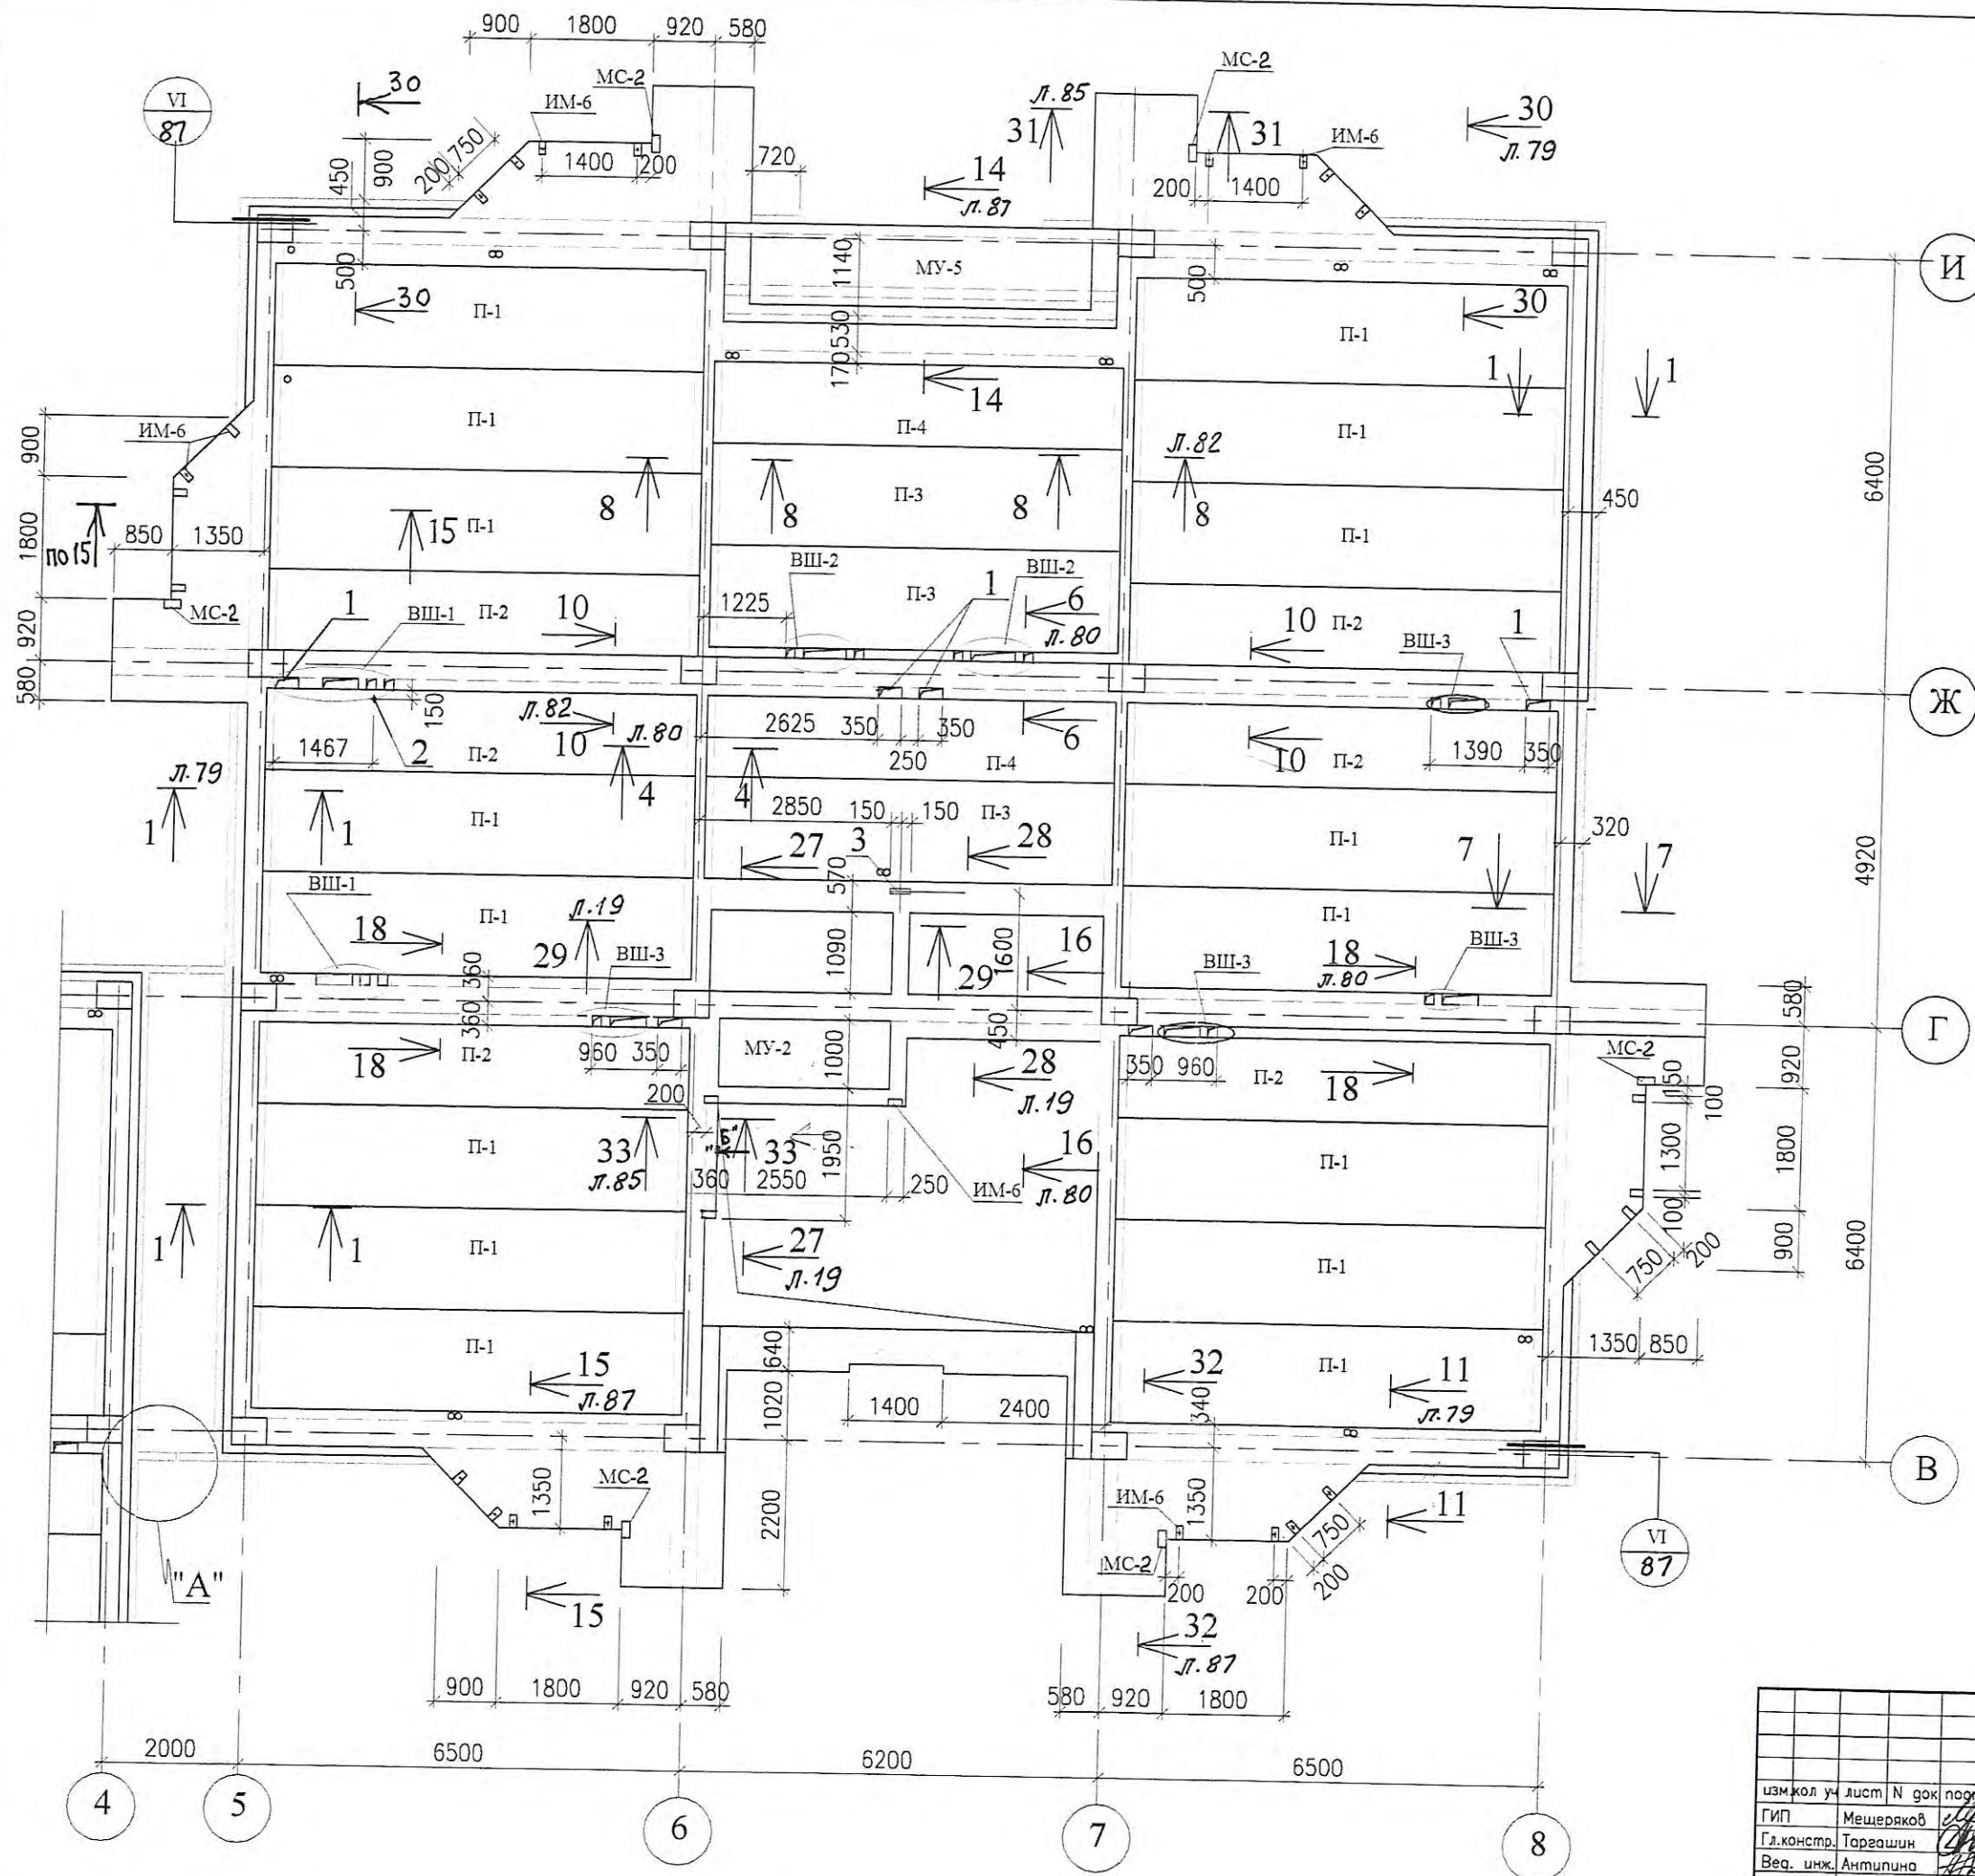 900 1800 920 580
VI
87
30
МС-2
ИМ-6
200 750
450
900
1400 200
720
14
л.87
л.85
31
МС-2
31
ИМ-6
200 1400
30
л.79
И
500
30
П-1
1140
МУ-5
530
170
14
500
П-1
30
1
1
П-1
П-4
П-1
л.82
6400
900
ИМ-6
1800
по 15
850 1350
15
П-1
8
8
П-3
8
8
П-1
450
920
580
МС-2
1
ВШ-1
П-2
10
1225
ВШ-2
П-3
ВШ-2
1
6
л.80
10
П-2
ВШ-3
1
Ж
150
1467
2
л.82
10
П-2
л.80
4
4
2625 350 350
250
6
П-4
10
П-2
1390 350
л.79
1
1
П-1
2850 150 150
П-3
3
27
28
570
П-1
7
7
320
4920
ВШ-1
18
П-1
л.19
29
ВШ-3
360
360
1090
29
1600
16
П-1
18
л.80
ВШ-3
ВШ-3
580
Г
18
П-2
960 350
МУ-2
1000
450
28
л.19
350 960
П-2
18
МС-2
150
100
920
200
П-1
33
л.85
"Б"
33
1950
360 2550 250
ИМ-6
16
л.80
П-1
1300
1800
100
1
1
П-1
27
л.19
П-1
750
200
900
6400
П-1
15
л.87
640
1020
1400 2400
32
340
П-1
11
л.79
1350 850
В
"А"
1350
МС-2
2200
ИМ-6
1350
МС-2
200 200
750
200
11
VI
87
15
32
л.87
900 1800 920 580
580 920 1800
2000 6500 6200 6500
4 5 6 7 8
изм кол уч лист N док под
ГИП Мещеряков
Гл.констр. Таргашин
Вед. инж. Антипина